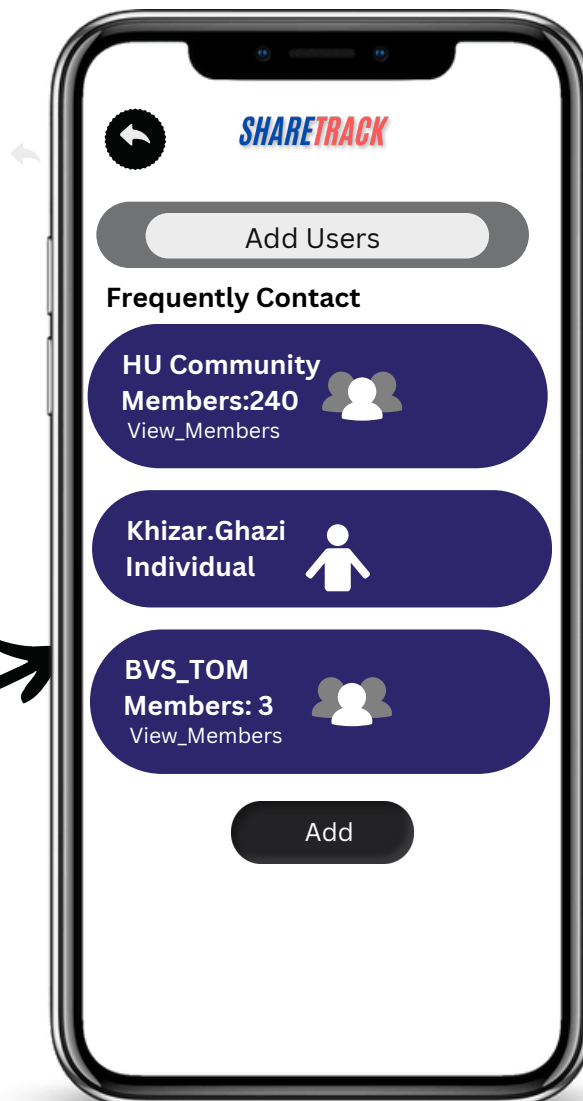 SHARETRACK
Add Users
Frequently Contact
HU Community
Members:240
View_Members
Khizar.Ghazi
Individual
BVS_TOM
Members: 3
View_Members
Add